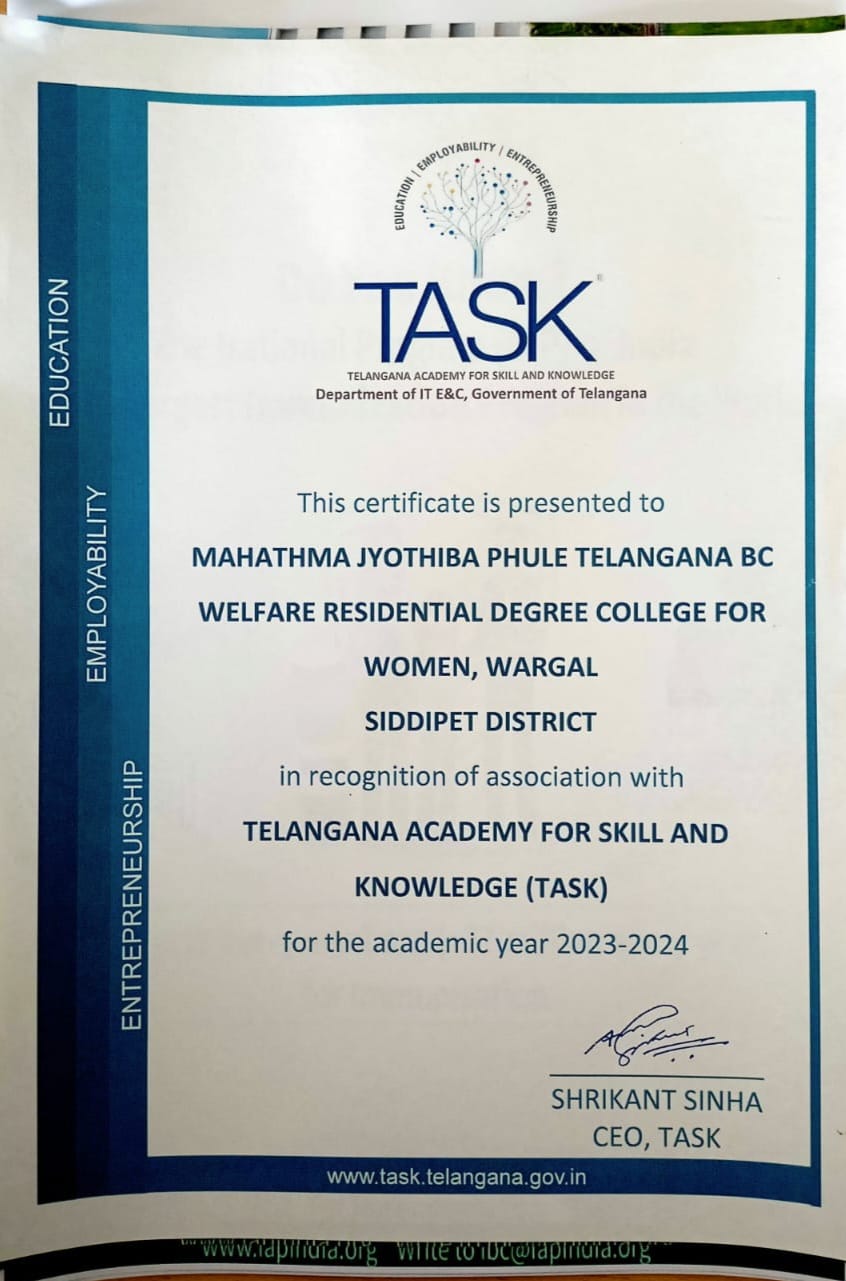 EDUCATION | EMPLOYABILITY | ENTREPRENEURSHIP
TASK®
TELANGANA ACADEMY FOR SKILL AND KNOWLEDGE
Department of IT E&C, Government of Telangana
EDUCATION
EMPLOYABILITY
ENTREPRENEURSHIP
This certificate is presented to
MAHATHMA JYOTHIBA PHULE TELANGANA BC
WELFARE RESIDENTIAL DEGREE COLLEGE FOR
WOMEN, WARGAL
SIDDIPET DISTRICT
in recognition of association with
TELANGANA ACADEMY FOR SKILL AND
KNOWLEDGE (TASK)
for the academic year 2023-2024
SHRIKANT SINHA
CEO, TASK
www.task.telangana.gov.in
www.iapindia.org write to ibc@iapindia.org